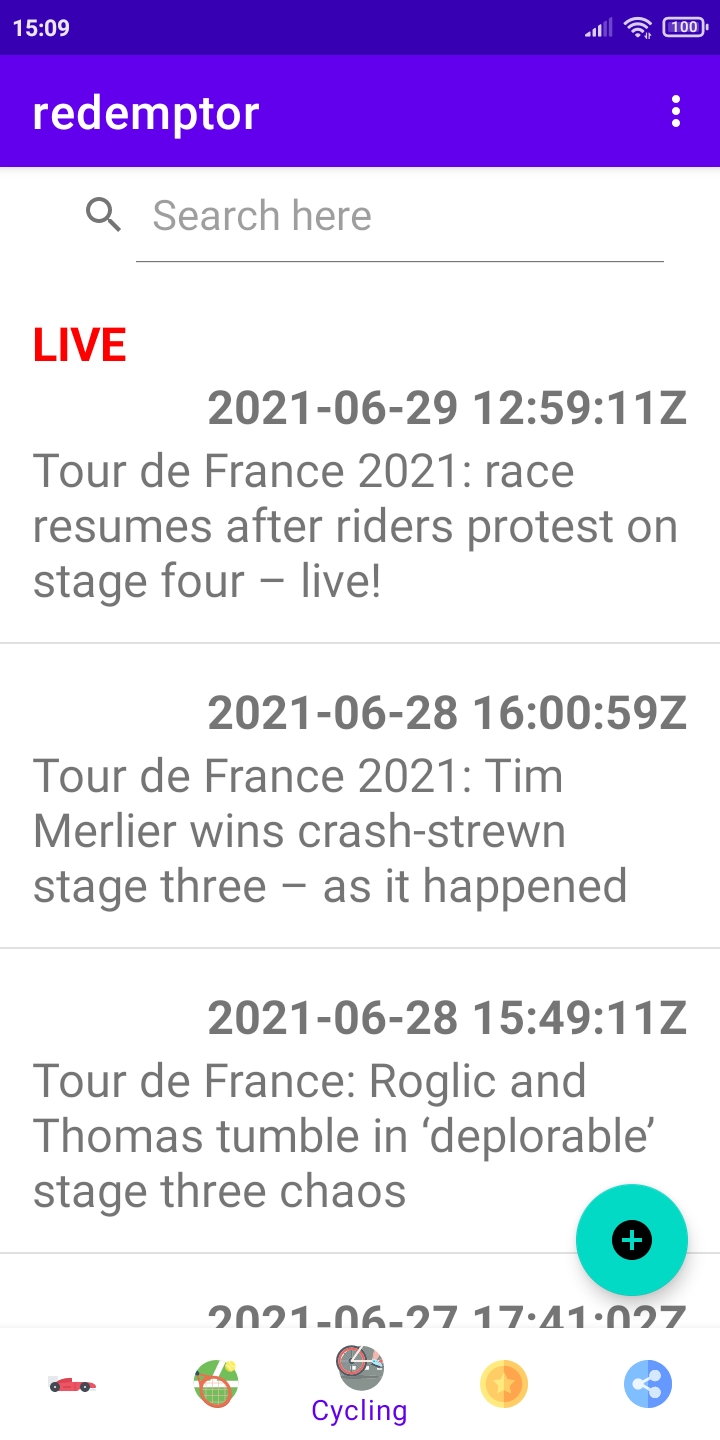 15:09
100
redemptor
Search here
LIVE
2021-06-29 12:59:11Z
Tour de France 2021: race
resumes after riders protest on
stage four – live!
2021-06-28 16:00:59Z
Tour de France 2021: Tim
Merlier wins crash-strewn
stage three – as it happened
2021-06-28 15:49:11Z
Tour de France: Roglic and
Thomas tumble in ‘deplorable’
stage three chaos
2021-06-27 17:41:02Z
Cycling